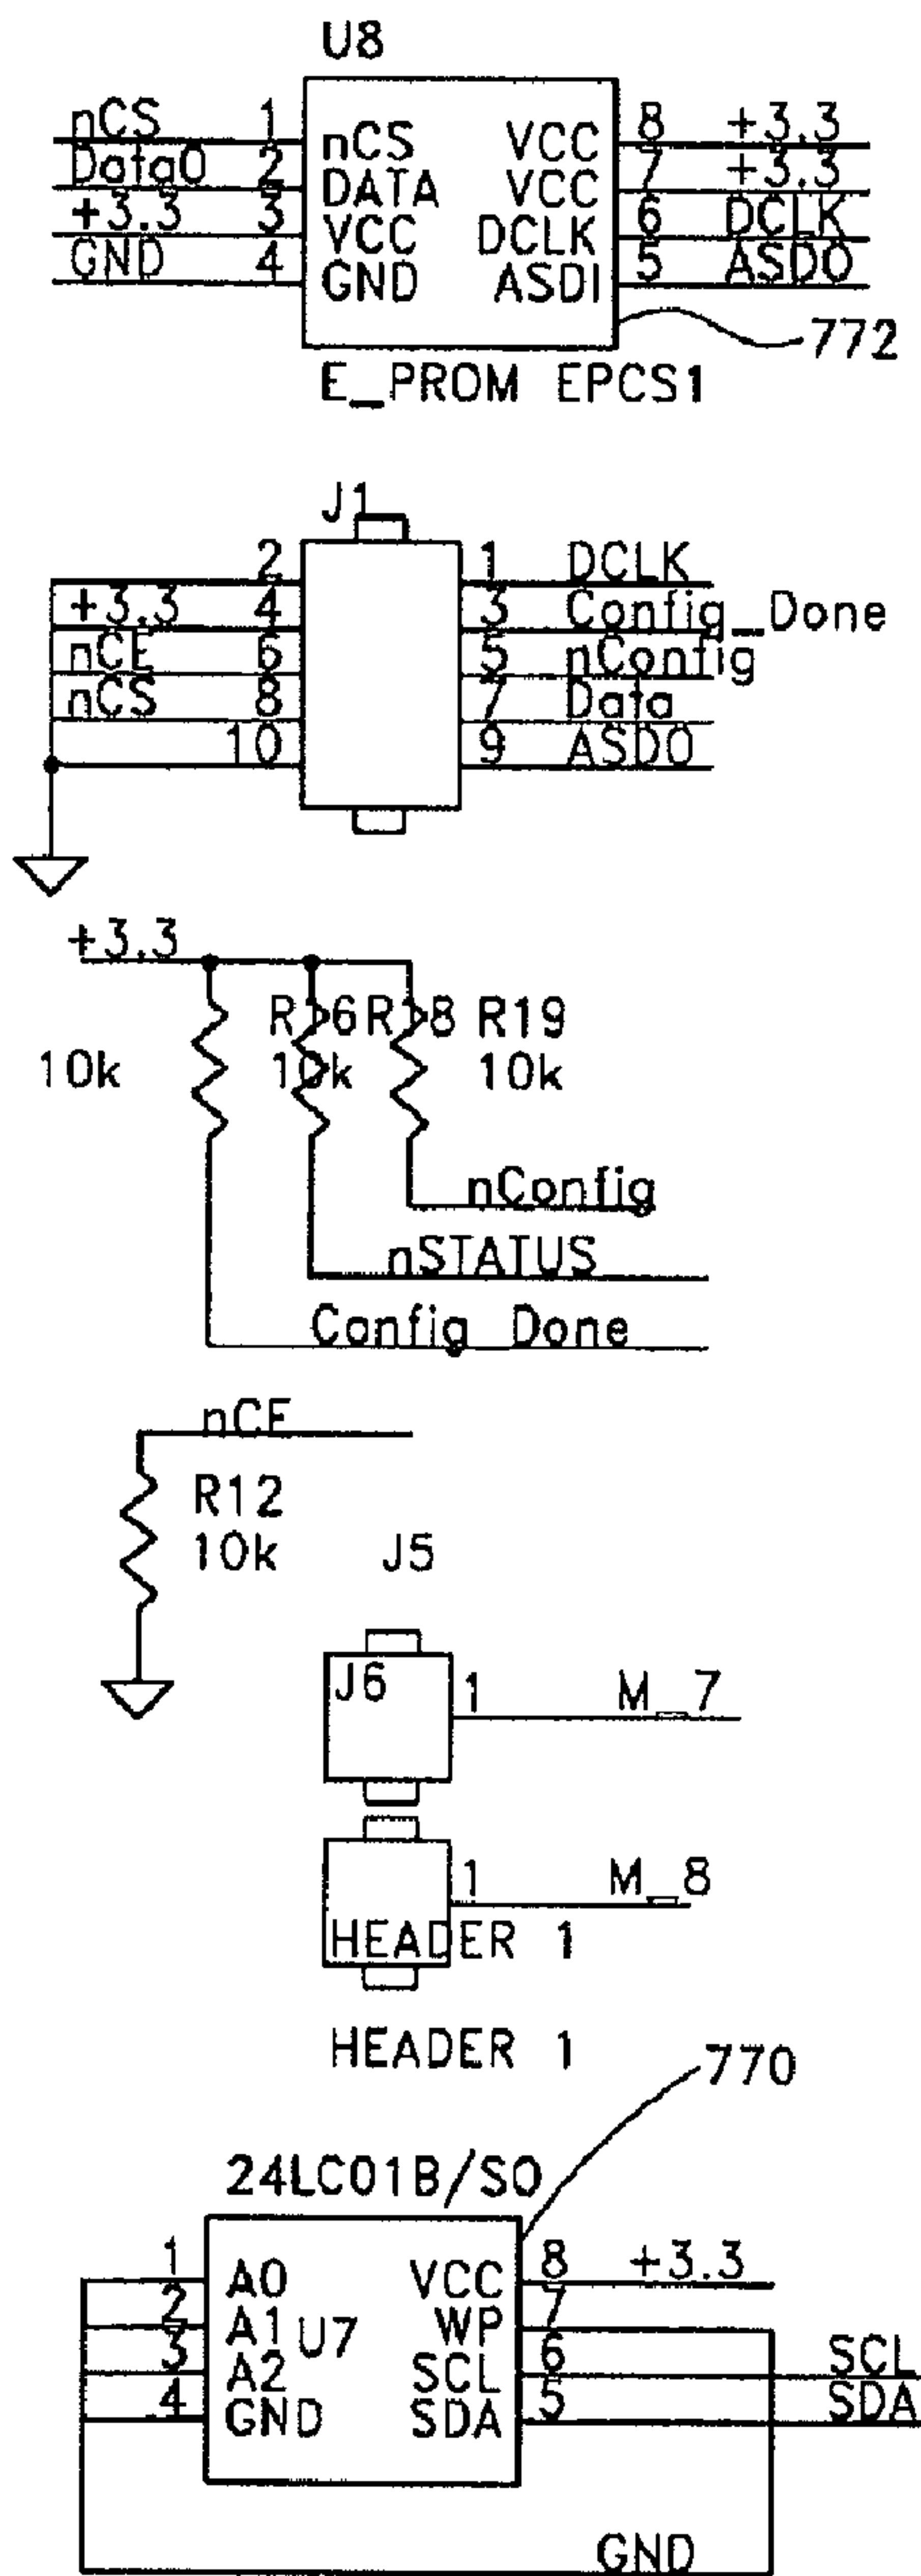 U8
nCS 1 nCS VCC 8 +3.3
Data0 2 DATA VCC 7 +3.3
+3.3 3 VCC DCLK 6 DCLK
GND 4 GND ASDI 5 ASDO
772
E_PROM EPCS1
J1
2 1 DCLK
+3.3 4 3 Config_Done
nCE 6 5 nConfig
nCS 8 7 Data
10 9 ASDO
+3.3
R16 R18 R19
10k 10k 10k
nConfig
nSTATUS
Config_Done
nCE
R12
10k
J5
J6 1 M_7
1 M_8
HEADER 1
HEADER 1
770
24LC01B/SO
1 A0 VCC 8 +3.3
2 A1 U7 WP 7
3 A2 SCL 6 SCL
4 GND SDA 5 SDA
GND